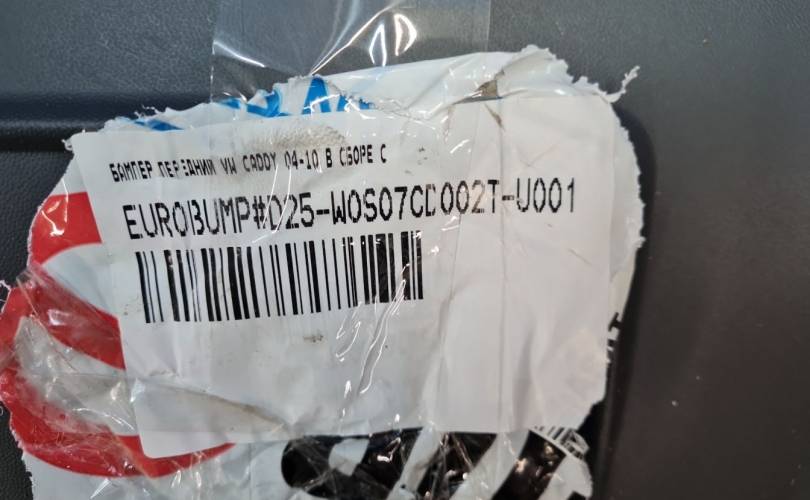 БАМПЕР ПЕРЕДНИЙ VW CADDY 04-10 В СБОРЕ С
EUROBUMP#D25-W0S07CD002T-U001